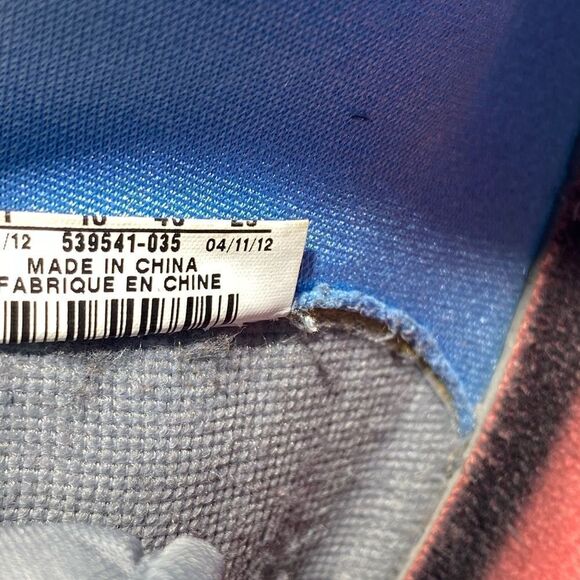 /12 539541-035 04/11/12
MADE IN CHINA
FABRIQUE EN CHINE